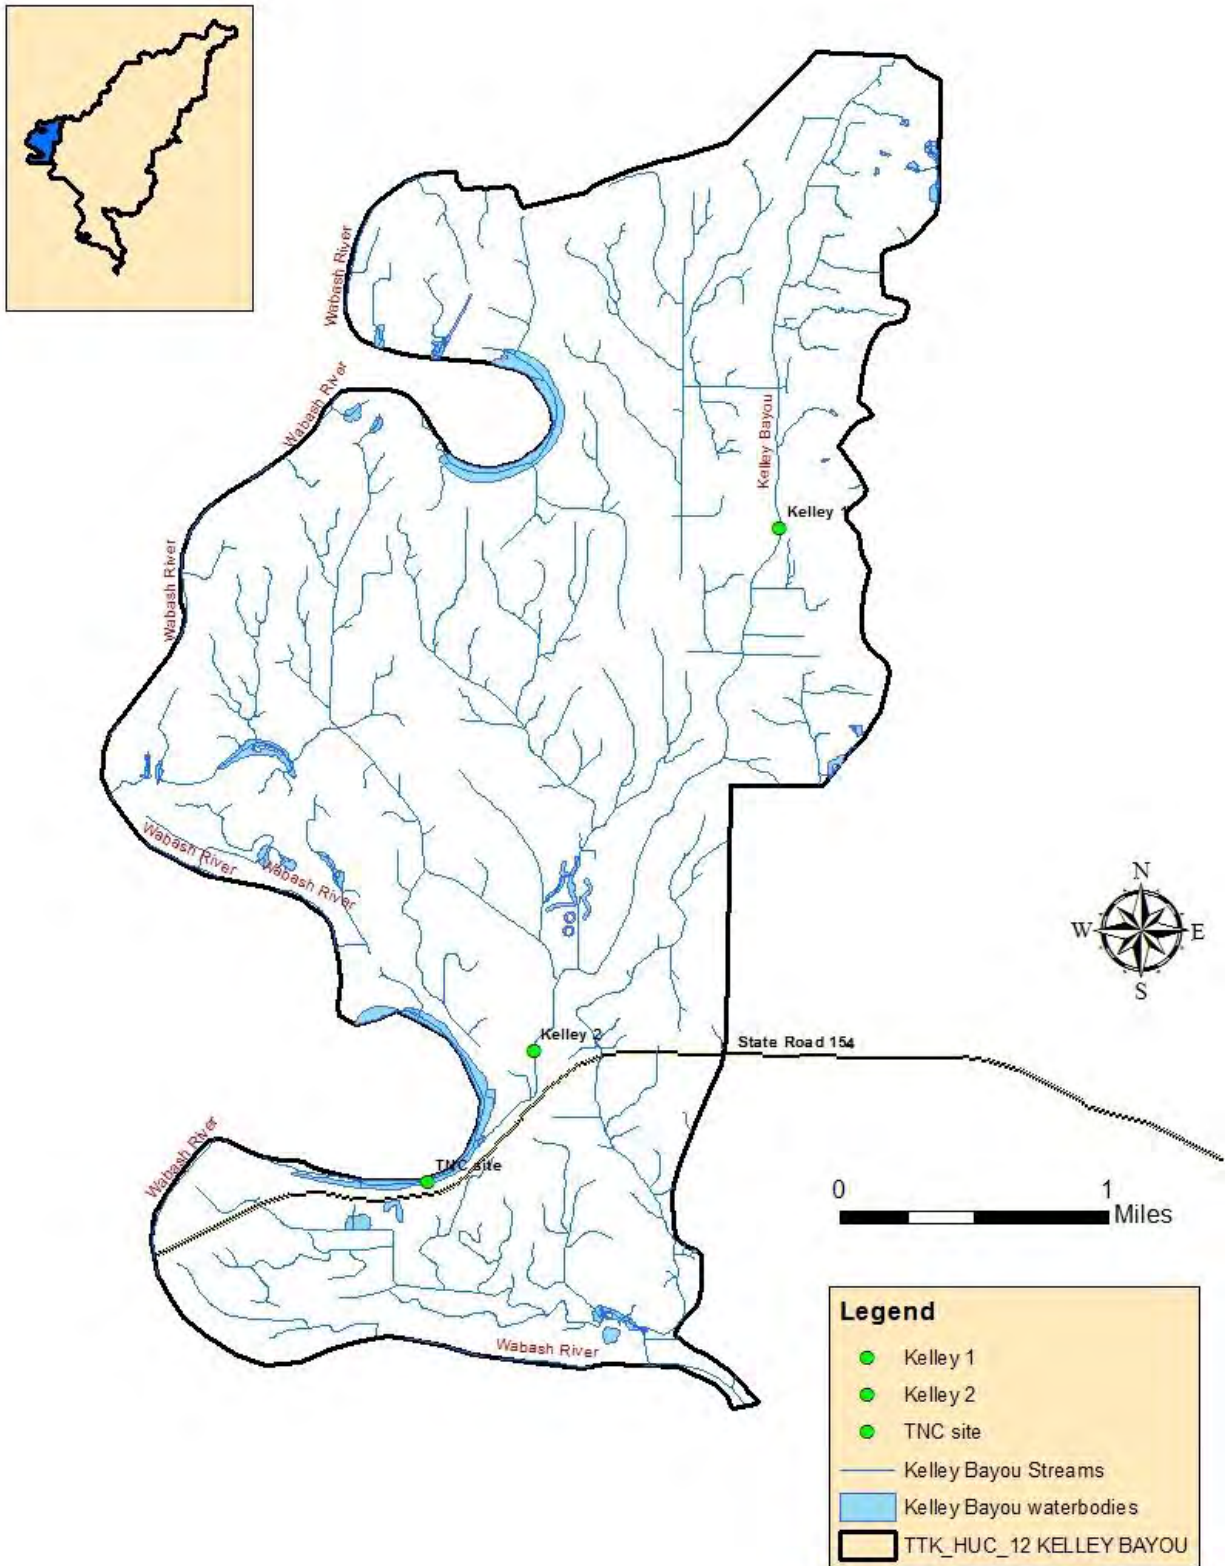 Wabash River
Wabash River
Kelley Bayou
Kelley 1
Wabash River
Wabash River
Wabash River
N
W
E
S
Kelley 2
State Road 154
TNC site
Wabash River
0
1
Miles
Wabash River
Legend
Kelley 1
Kelley 2
TNC site
Kelley Bayou Streams
Kelley Bayou waterbodies
TTK_HUC_12 KELLEY BAYOU